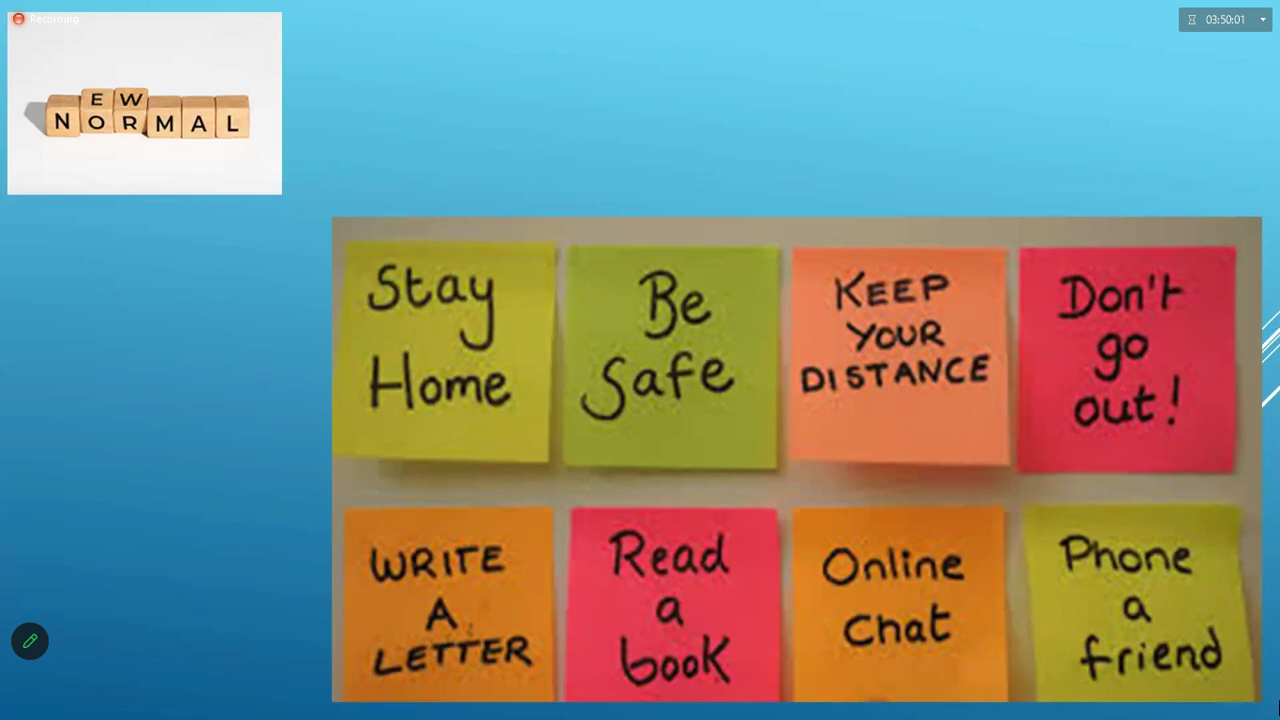 Recording
03:50:01
EW
NORMAL
Stay
Home
Be
Safe
KEEP
YOUR
DISTANCE
Don't
go
out!
WRITE
A
LETTER
Read
a
book
Online
Chat
Phone
a
friend